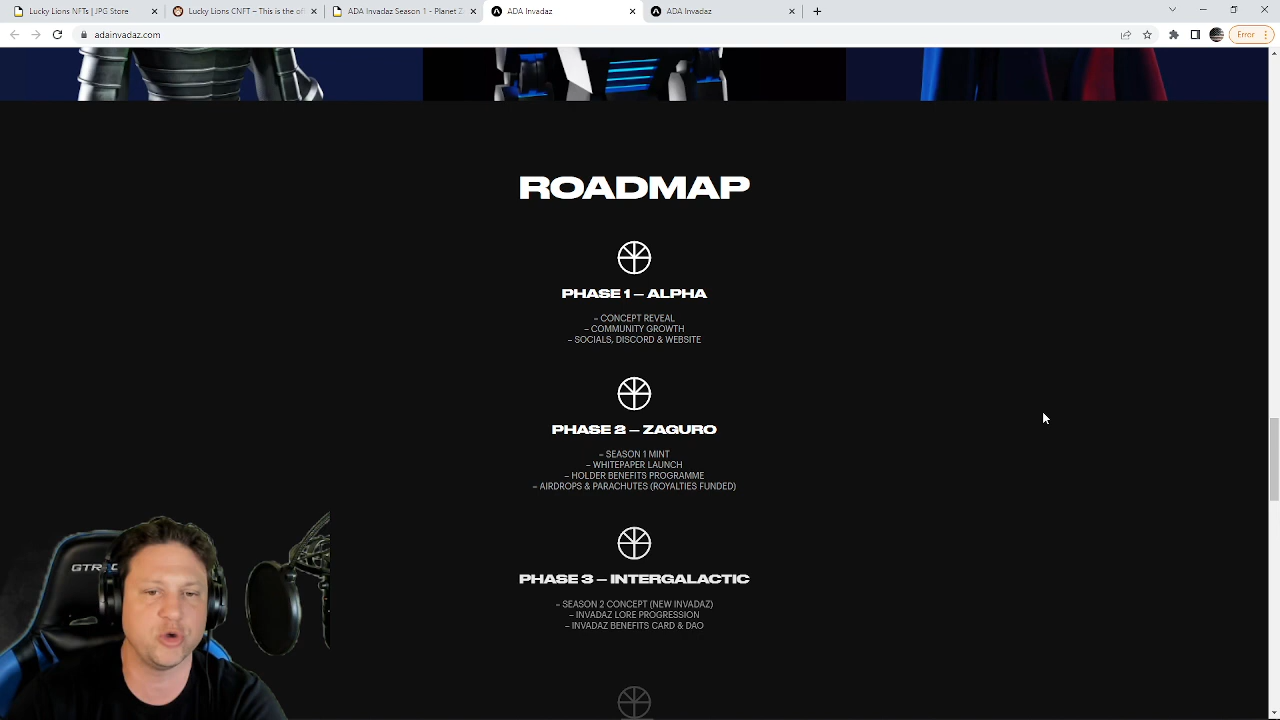 Lucky Lions NFTs | JPG Store
Lucky Lions CNFT – This is the of
ADA Invadaz Season 1 - Planet Z
ADA Invadaz
ADA Invadaz
adainvadaz.com
Error
ROADMAP
PHASE 1 – ALPHA
– CONCEPT REVEAL
– COMMUNITY GROWTH
– SOCIALS, DISCORD & WEBSITE
PHASE 2 – ZAGURO
– SEASON 1 MINT
– WHITEPAPER LAUNCH
– HOLDER BENEFITS PROGRAMME
– AIRDROPS & PARACHUTES (ROYALTIES FUNDED)
PHASE 3 – INTERGALACTIC
– SEASON 2 CONCEPT (NEW INVADAZ)
– INVADAZ LORE PROGRESSION
– INVADAZ BENEFITS CARD & DAO